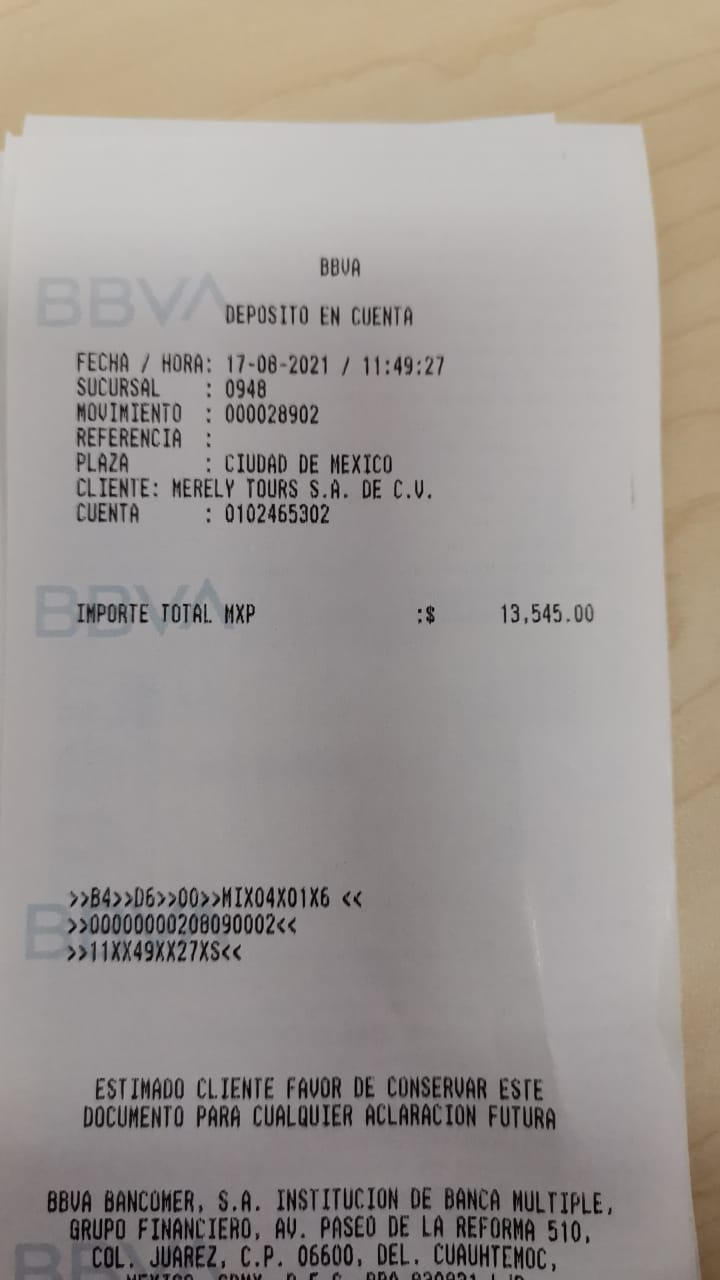 BBVA
DEPOSITO EN CUENTA
FECHA / HORA: 17-08-2021 / 11:49:27
SUCURSAL : 0948
MOVIMIENTO : 000028902
REFERENCIA :
PLAZA : CIUDAD DE MEXICO
CLIENTE: MERELY TOURS S.A. DE C.V.
CUENTA : 0102465302
BBVA
IMPORTE TOTAL MXP :$ 13,545.00
BBVA
>>B4>>D6>>00>>MIX04X01X6 <<
>>00000000208090002<<
>>11XX49XX27XS<<
ESTIMADO CLIENTE FAVOR DE CONSERVAR ESTE
DOCUMENTO PARA CUALQUIER ACLARACION FUTURA
BBVA BANCOMER, S.A. INSTITUCION DE BANCA MULTIPLE,
GRUPO FINANCIERO, AV. PASEO DE LA REFORMA 510,
COL. JUAREZ, C.P. 06600, DEL. CUAUHTEMOC,